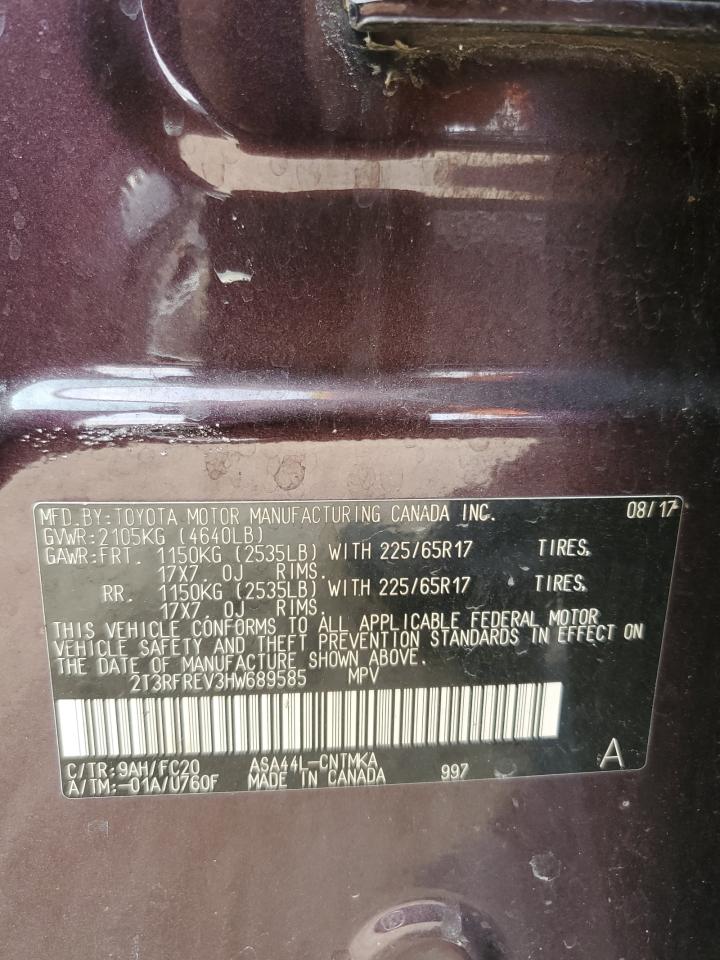 MFD.BY:TOYOTA MOTOR MANUFACTURING CANADA INC. 08/17
GVWR:2105KG (4640LB)
GAWR:FRT. 1150KG (2535LB) WITH 225/65R17 TIRES,
17X7. 0J RIMS.
RR. 1150KG (2535LB) WITH 225/65R17 TIRES,
17X7. 0J RIMS.
THIS VEHICLE CONFORMS TO ALL APPLICABLE FEDERAL MOTOR
VEHICLE SAFETY AND THEFT PREVENTION STANDARDS IN EFFECT ON
THE DATE OF MANUFACTURE SHOWN ABOVE.
2T3RFREV3HW689585 MPV
C/TR:9AH/FC20 ASA44L-CNTMKA
A/TM:-01A/U760F MADE IN CANADA 997 A